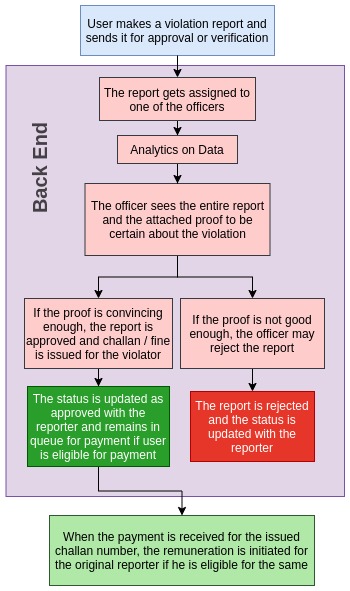 User makes a violation report and
sends it for approval or verification
Back End
The report gets assigned to
one of the officers
Analytics on Data
The officer sees the entire report
and the attached proof to be
certain about the violation
If the proof is convincing
enough, the report is
approved and challan / fine
is issued for the violator
If the proof is not good
enough, the officer may
reject the report
The status is updated as
approved with the
reporter and remains in
queue for payment if user
is eligible for payment
The report is rejected
and the status is
updated with the
reporter
When the payment is received for the issued
challan number, the remuneration is initiated for
the original reporter if he is eligible for the same